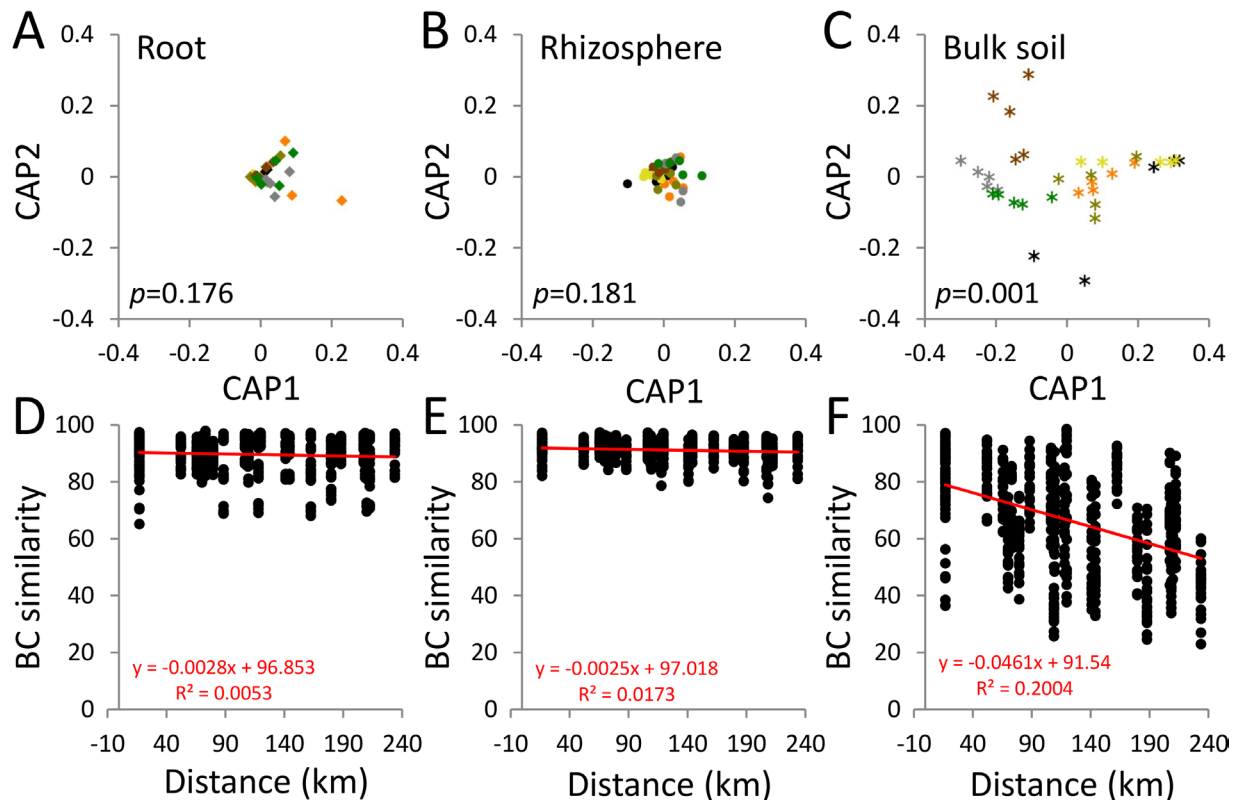 A
Root
0.4
0.2
0
-0.2
-0.4
CAP2
p=0.176
-0.4 -0.2 0 0.2 0.4
CAP1
B
Rhizosphere
0.4
0.2
0
-0.2
-0.4
CAP2
p=0.181
-0.4 -0.2 0 0.2 0.4
CAP1
C
Bulk soil
0.4
0.2
0
-0.2
-0.4
CAP2
p=0.001
-0.4 -0.2 0 0.2 0.4
CAP1
D
100
80
60
40
20
0
BC similarity
y = -0.0028x + 96.853
R² = 0.0053
-10 40 90 140 190 240
Distance (km)
E
100
80
60
40
20
0
BC similarity
y = -0.0025x + 97.018
R² = 0.0173
-10 40 90 140 190 240
Distance (km)
F
100
80
60
40
20
0
BC similarity
y = -0.0461x + 91.54
R² = 0.2004
-10 40 90 140 190 240
Distance (km)